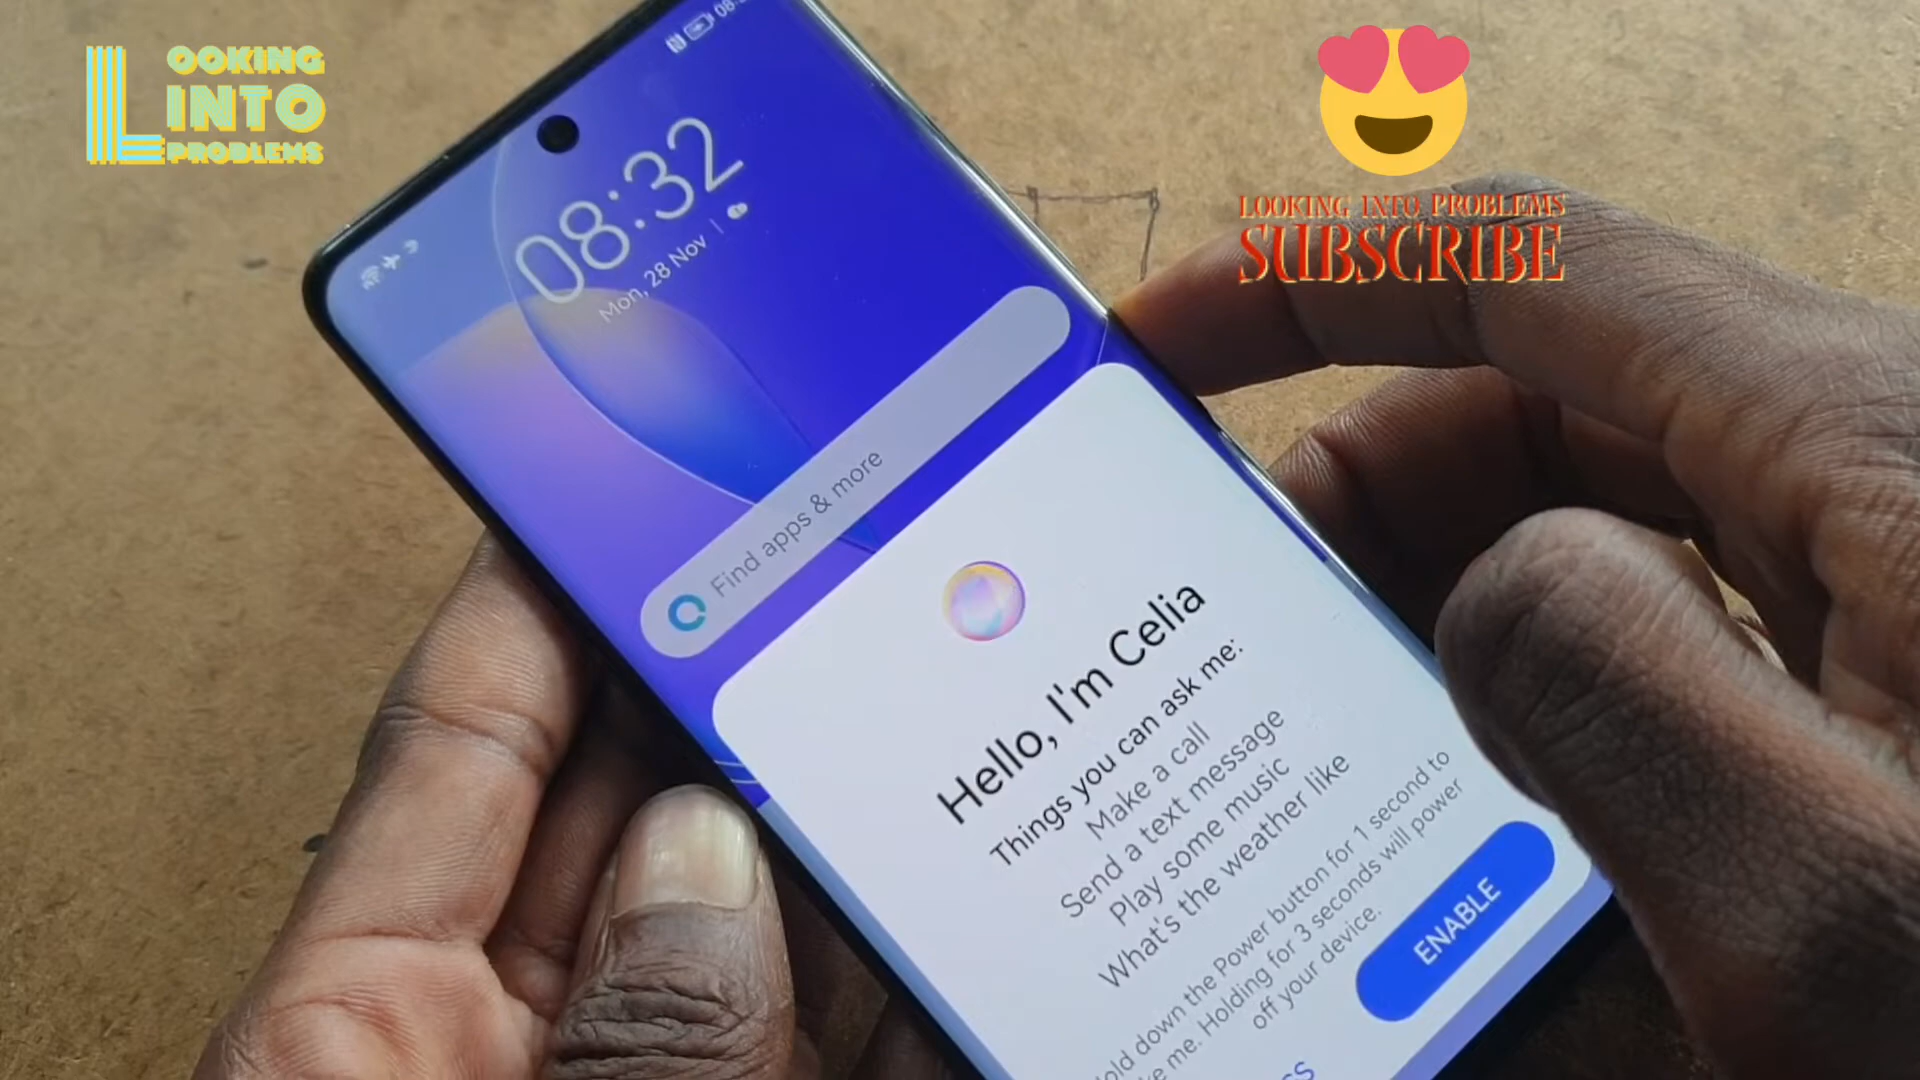 LOOKING
INTO
PROBLEMS
LOOKING INTO PROBLEMS
SUBSCRIBE
08:32
Mon, 28 Nov
Find apps & more
Hello, I'm Celia
Things you can ask me:
Make a call
Send a text message
Play some music
What's the weather like
down the Power button for 1 second to
me. Holding for 3 seconds will power
off your device.
ENABLE